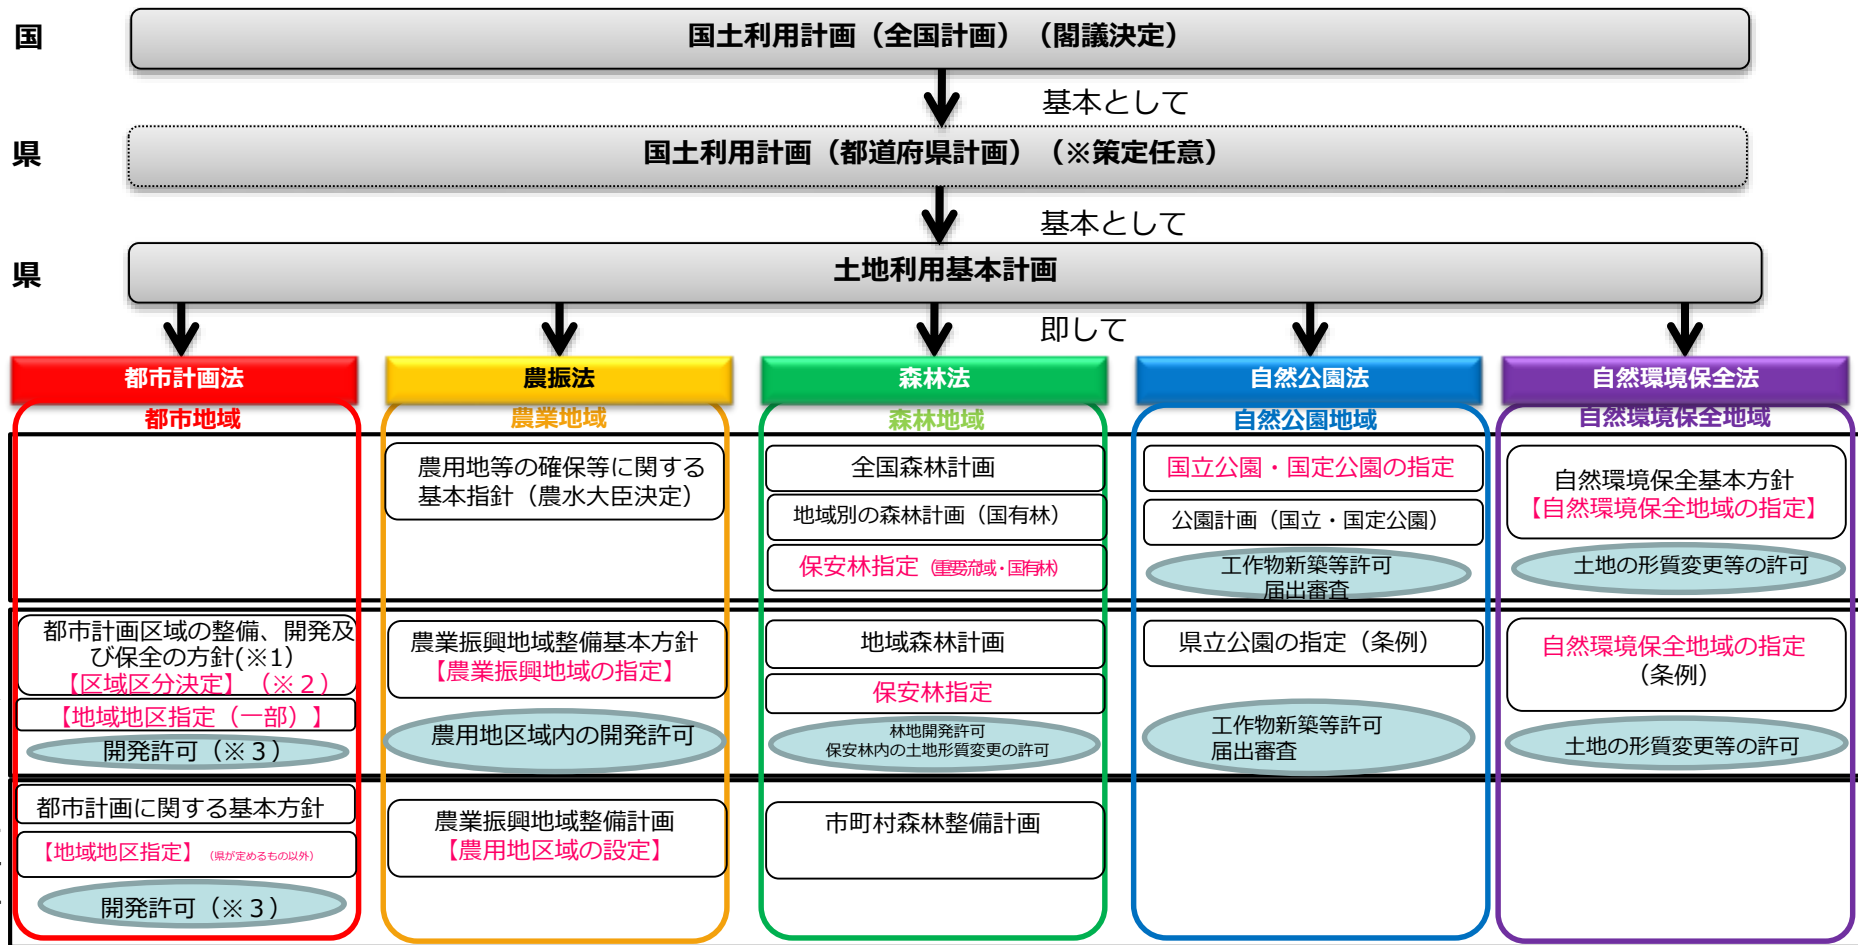 国
国土利用計画（全国計画）（閣議決定）
基本として
県
国土利用計画（都道府県計画）（※策定任意）
基本として
県
土地利用基本計画
即して
都市計画法
農振法
森林法
自然公園法
自然環境保全法
都市地域
農業地域
森林地域
自然公園地域
自然環境保全地域
農用地等の確保等に関する
基本指針（農水大臣決定）
全国森林計画
地域別の森林計画（国有林）
保安林指定（重要流域・国有林）
国立公園・国定公園の指定
公園計画（国立・国定公園）
工作物新築等許可
届出審査
自然環境保全基本方針
【自然環境保全地域の指定】
土地の形質変更等の許可
都市計画区域の整備、開発及
び保全の方針(※1)
【区域区分決定】（※２）
【地域地区指定（一部）】
開発許可（※３）
農業振興地域整備基本方針
【農業振興地域の指定】
農用地区域内の開発許可
地域森林計画
保安林指定
林地開発許可
保安林内の土地形質変更の許可
県立公園の指定（条例）
工作物新築等許可
届出審査
自然環境保全地域の指定
（条例）
土地の形質変更等の許可
都市計画に関する基本方針
【地域地区指定】（県が定めるもの以外）
開発許可（※３）
農業振興地域整備計画
【農用地区域の設定】
市町村森林整備計画